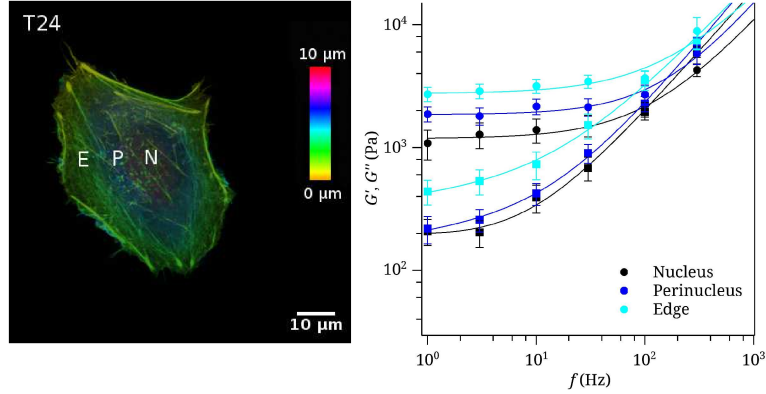 T24
10 μm
0 μm
E P N
10 μm
G′, G″ (Pa)
10⁴
10³
10²
Nucleus
Perinucleus
Edge
10⁰ 10¹ 10² 10³
f (Hz)